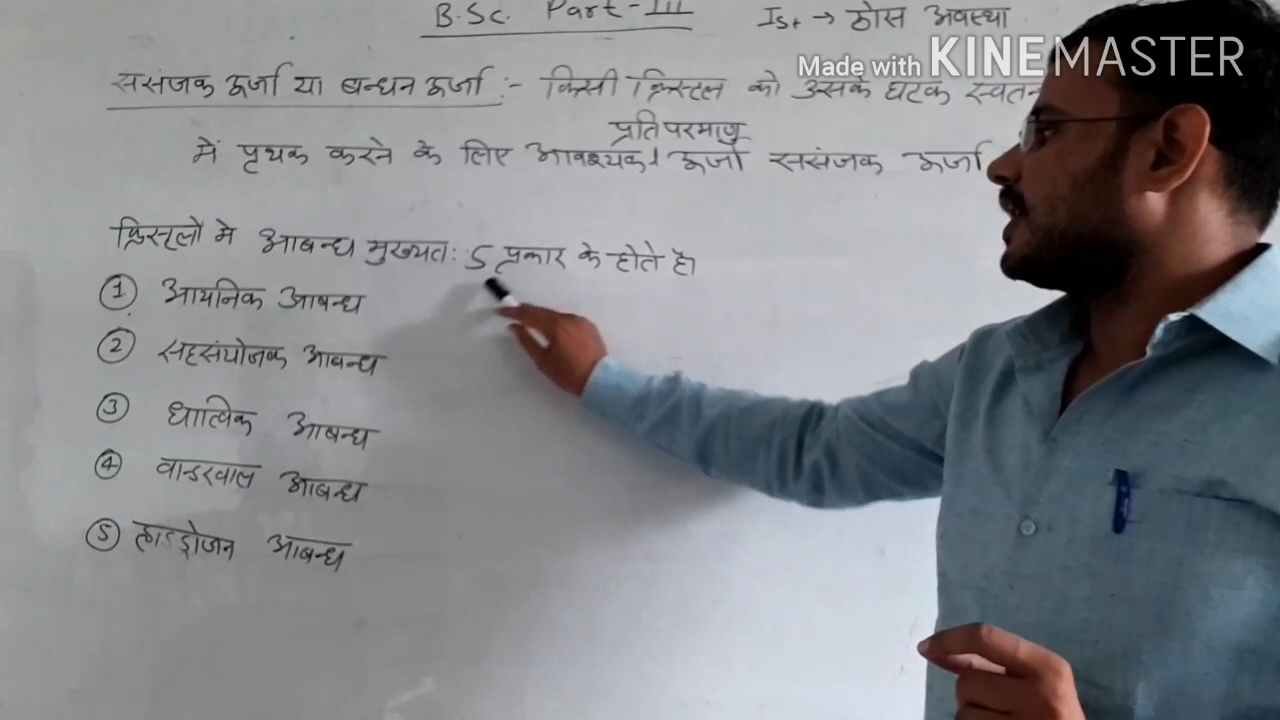 B.Sc. Part-III Ist → ठोस अवस्था
Made with KINEMASTER
ससंजक ऊर्जा या बन्धन ऊर्जा :- किसी क्रिस्टल को उसके घटक
प्रति परमाणु
में पृथक करने के लिए आवश्यक ऊर्जा ससंजक ऊर्जा
क्रिस्टलों मे आबन्ध मुख्यतः 5 प्रकार के होते है।
① आयनिक आबन्ध
② सहसंयोजक आबन्ध
③ धात्विक आबन्ध
④ वान्डरवाल आबन्ध
⑤ हाइड्रोजन आबन्ध